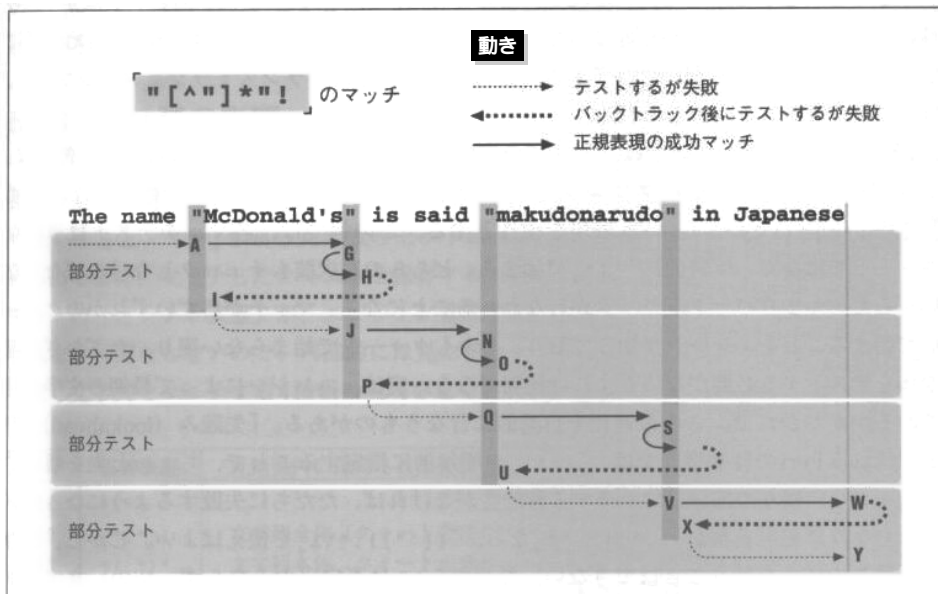 動き
「"[^"]*"!」のマッチ
テストするが失敗
バックトラック後にテストするが失敗
正規表現の成功マッチ
The name "McDonald's" is said "makudonarudo" in Japanese
A
G
部分テスト
H
I
J
N
部分テスト
O
P
Q
S
部分テスト
U
V
W
部分テスト
X
Y